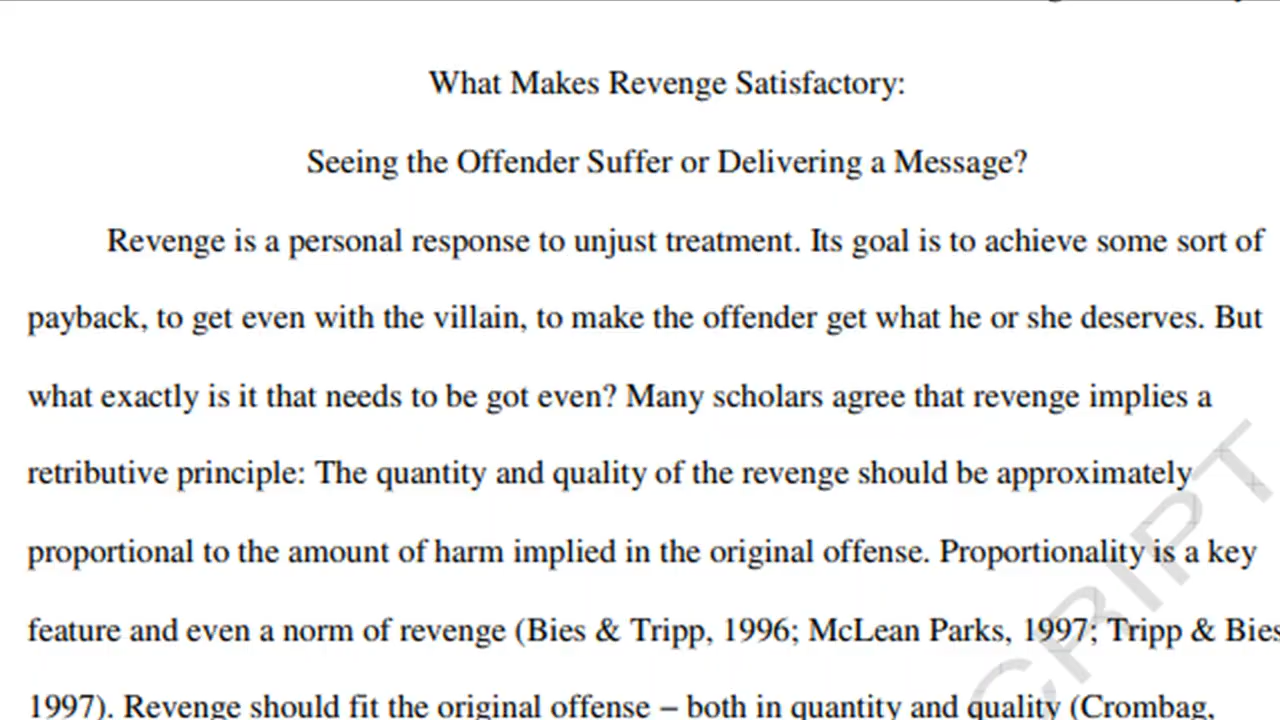 What Makes Revenge Satisfactory:
Seeing the Offender Suffer or Delivering a Message?
Revenge is a personal response to unjust treatment. Its goal is to achieve some sort of
payback, to get even with the villain, to make the offender get what he or she deserves. But
what exactly is it that needs to be got even? Many scholars agree that revenge implies a
retributive principle: The quantity and quality of the revenge should be approximately
proportional to the amount of harm implied in the original offense. Proportionality is a key
feature and even a norm of revenge (Bies & Tripp, 1996; McLean Parks, 1997; Tripp & Bies
1997). Revenge should fit the original offense – both in quantity and quality (Crombag,
CRIPT